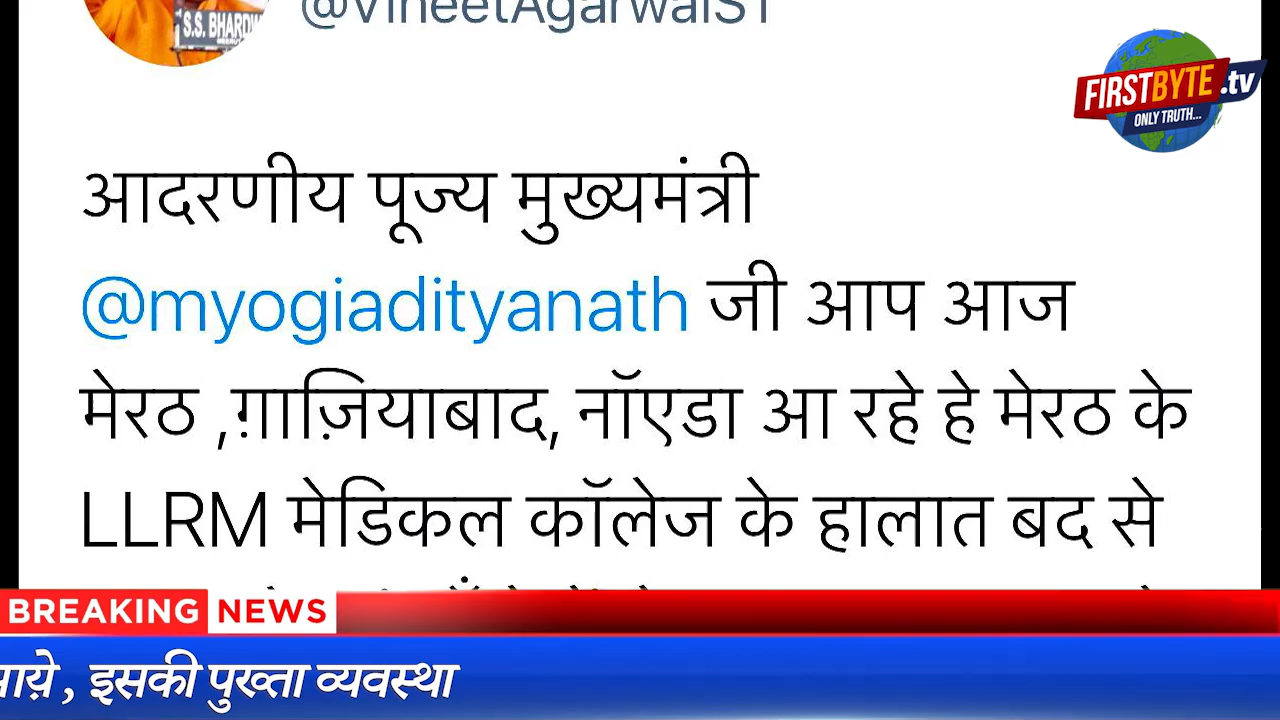 S.S. BHARDW
@VineetAgarwalST
FIRSTBYTE.tv
ONLY TRUTH...
आदरणीय पूज्य मुख्यमंत्री
@myogiadityanath जी आप आज
मेरठ ,ग़ाज़ियाबाद, नॉएडा आ रहे हे मेरठ के
LLRM मेडिकल कॉलेज के हालात बद से
BREAKING NEWS
, इसकी पुख्ता व्यवस्था